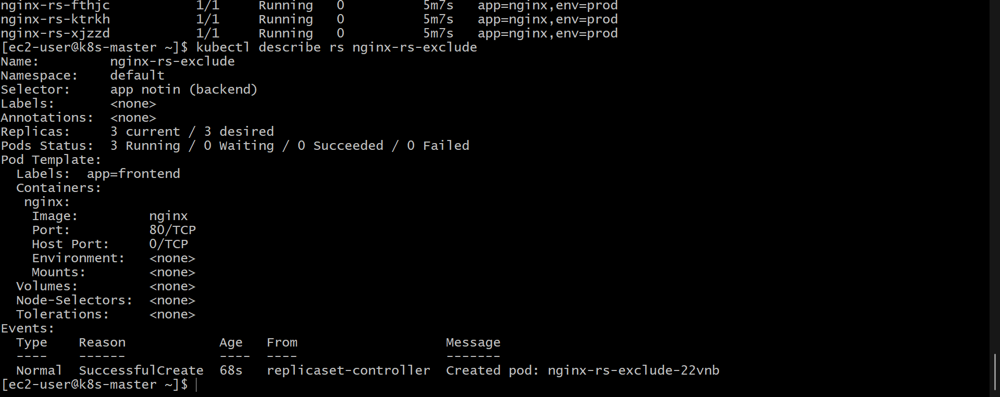 nginx-rs-fthjc           1/1     Running   0          5m7s   app=nginx,env=prod
nginx-rs-ktrkh           1/1     Running   0          5m7s   app=nginx,env=prod
nginx-rs-xjzzd           1/1     Running   0          5m7s   app=nginx,env=prod
[ec2-user@k8s-master ~]$ kubectl describe rs nginx-rs-exclude
Name:         nginx-rs-exclude
Namespace:    default
Selector:     app notin (backend)
Labels:       <none>
Annotations:  <none>
Replicas:     3 current / 3 desired
Pods Status:  3 Running / 0 Waiting / 0 Succeeded / 0 Failed
Pod Template:
  Labels:  app=frontend
  Containers:
   nginx:
    Image:         nginx
    Port:          80/TCP
    Host Port:     0/TCP
    Environment:   <none>
    Mounts:        <none>
  Volumes:         <none>
  Node-Selectors:  <none>
  Tolerations:     <none>
Events:
  Type    Reason            Age   From                   Message
  ----    ------            ----  ----                   -------
  Normal  SuccessfulCreate  68s   replicaset-controller  Created pod: nginx-rs-exclude-22vnb
[ec2-user@k8s-master ~]$